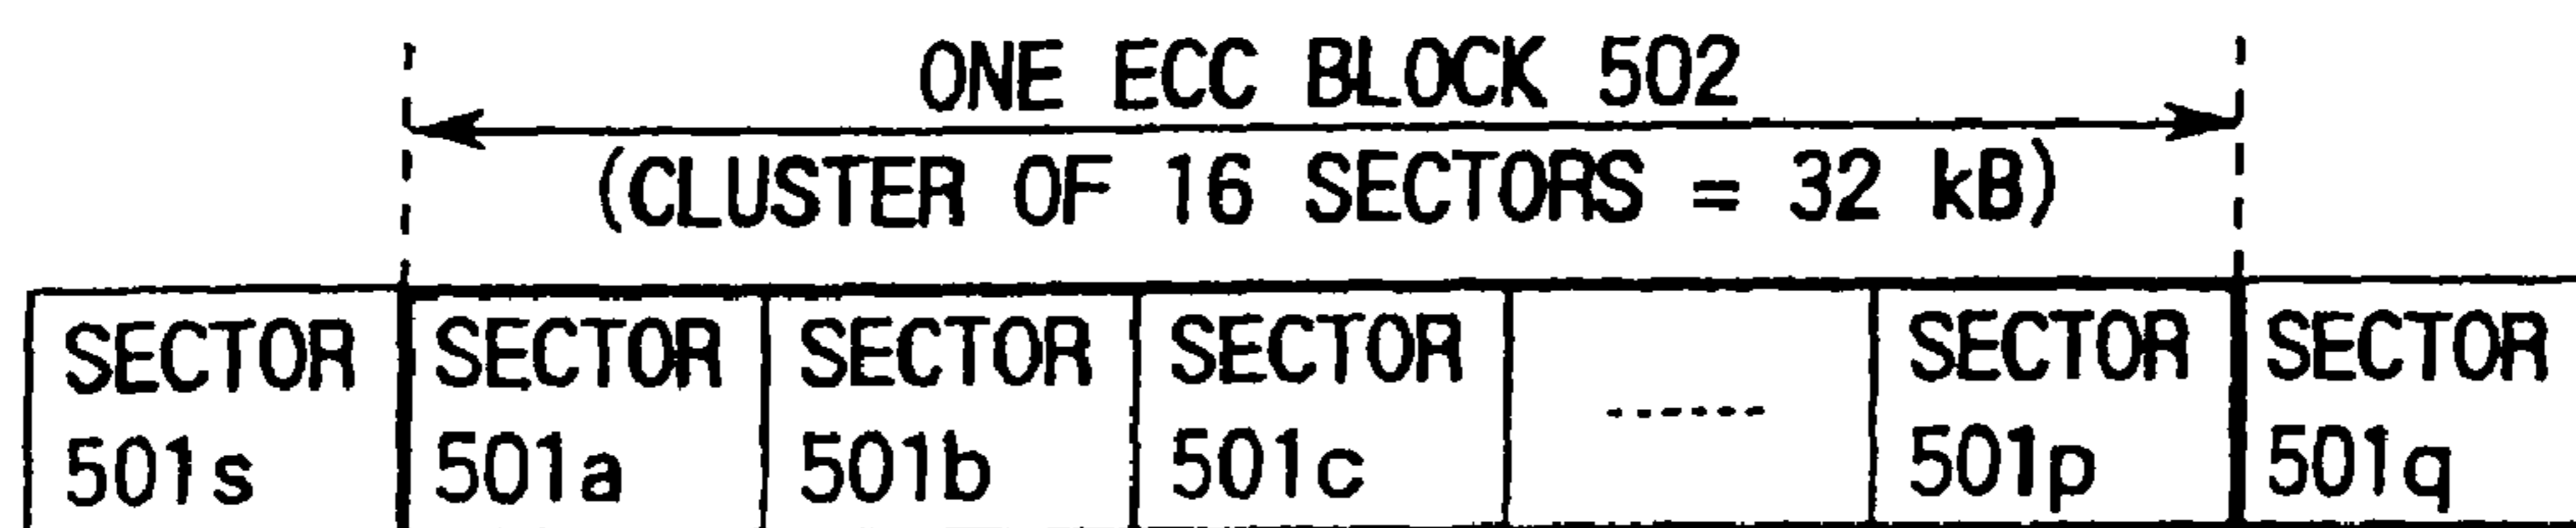 ONE ECC BLOCK 502
(CLUSTER OF 16 SECTORS = 32 kB)
SECTOR SECTOR SECTOR SECTOR ------ SECTOR SECTOR
501s 501a 501b 501c 501p 501q